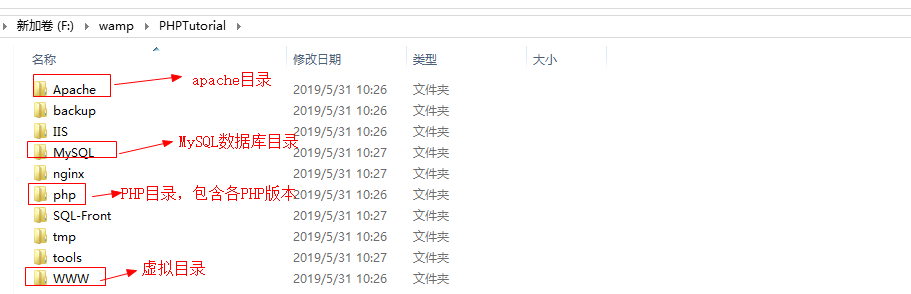 新加卷 (F:) wamp PHPTutorial
名称 修改日期 类型 大小
Apache apache目录 2019/5/31 10:26 文件夹
backup 2019/5/31 10:26 文件夹
IIS 2019/5/31 10:26 文件夹
MySQL MySQL数据库目录 2019/5/31 10:27 文件夹
nginx 2019/5/31 10:27 文件夹
php PHP目录，包含各PHP版本 2019/5/31 10:26 文件夹
SQL-Front 2019/5/31 10:27 文件夹
tmp 2019/5/31 10:26 文件夹
tools 2019/5/31 10:27 文件夹
WWW 虚拟目录 2019/5/31 10:26 文件夹